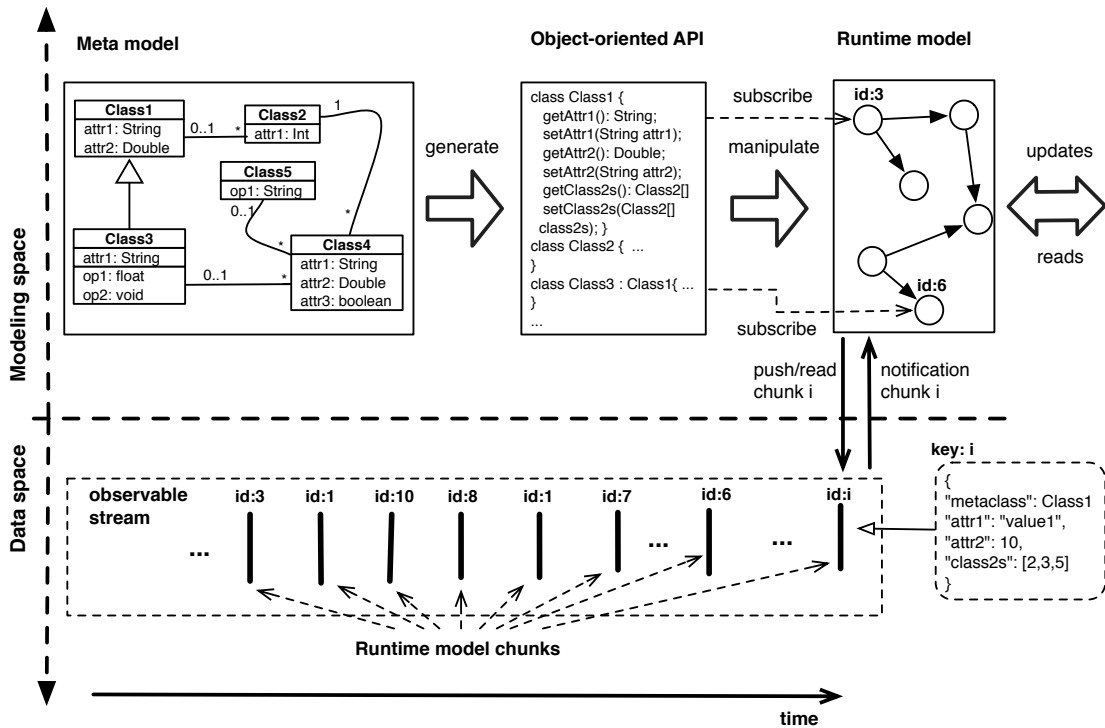 Meta model
Object-oriented API
Runtime model
Modeling space
Class1
attr1: String
attr2: Double
0..1
*
Class2
attr1: Int
1
Class5
op1: String
0..1
*
*
Class3
attr1: String
op1: float
op2: void
0..1
*
Class4
attr1: String
attr2: Double
attr3: boolean
generate
class Class1 {
getAttr1(): String;
setAttr1(String attr1);
getAttr2(): Double;
setAttr2(String attr2);
getClass2s(): Class2[]
setClass2s(Class2[]
class2s); }
class Class2 { ...
}
class Class3 : Class1{ ...
}
...
subscribe
manipulate
subscribe
id:3
id:6
updates
reads
push/read
chunk i
notification
chunk i
Data space
observable
stream
...
id:3
id:1
id:10
id:8
id:1
id:7
...
id:6
...
id:i
key: i
{
"metaclass": Class1
"attr1": "value1",
"attr2": 10,
"class2s": [2,3,5]
}
Runtime model chunks
time